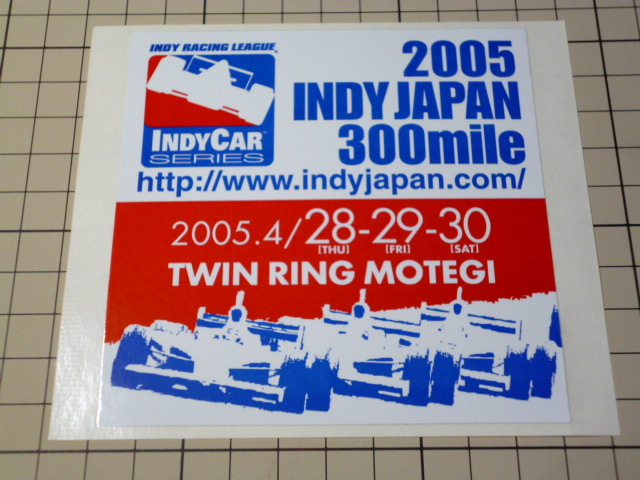 INDY RACING LEAGUE
INDYCAR
SERIES
2005
INDY JAPAN
300mile
http://www.indyjapan.com/
2005.4/28-29-30
[THU] [FRI] [SAT]
TWIN RING MOTEGI